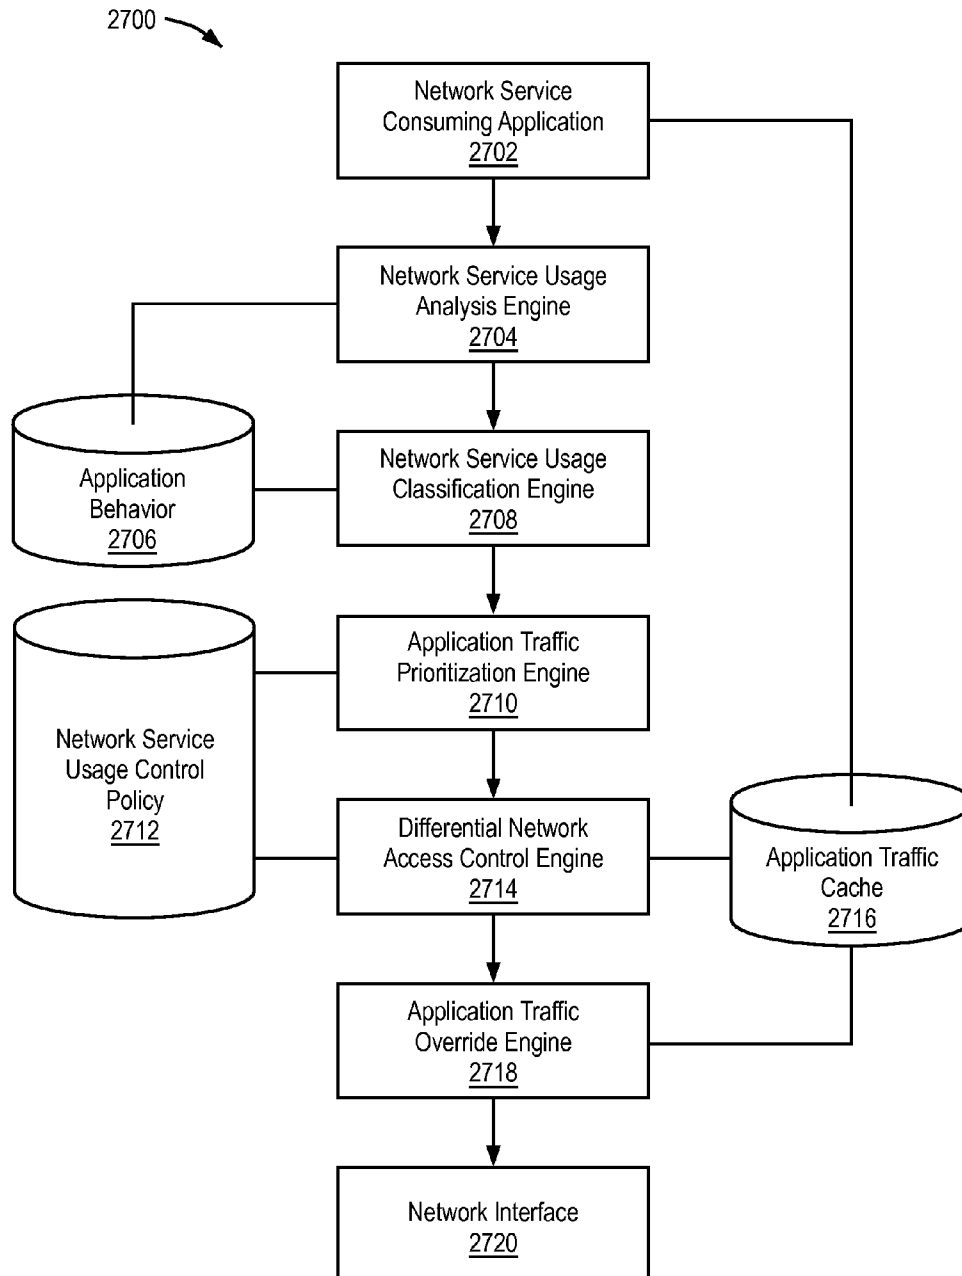 2700
Network Service
Consuming Application
2702
Network Service Usage
Analysis Engine
2704
Application
Behavior
2706
Network Service Usage
Classification Engine
2708
Application Traffic
Prioritization Engine
2710
Network Service
Usage Control
Policy
2712
Differential Network
Access Control Engine
2714
Application Traffic
Cache
2716
Application Traffic
Override Engine
2718
Network Interface
2720